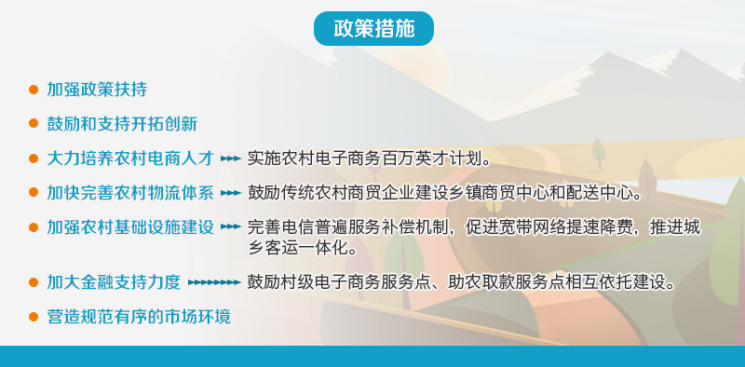 政策措施
加强政策扶持
鼓励和支持开拓创新
大力培养农村电商人才 实施农村电子商务百万英才计划。
加快完善农村物流体系 鼓励传统农村商贸企业建设乡镇商贸中心和配送中心。
加强农村基础设施建设 完善电信普遍服务补偿机制，促进宽带网络提速降费，推进城
乡客运一体化。
加大金融支持力度 鼓励村级电子商务服务点、助农取款服务点相互依托建设。
营造规范有序的市场环境